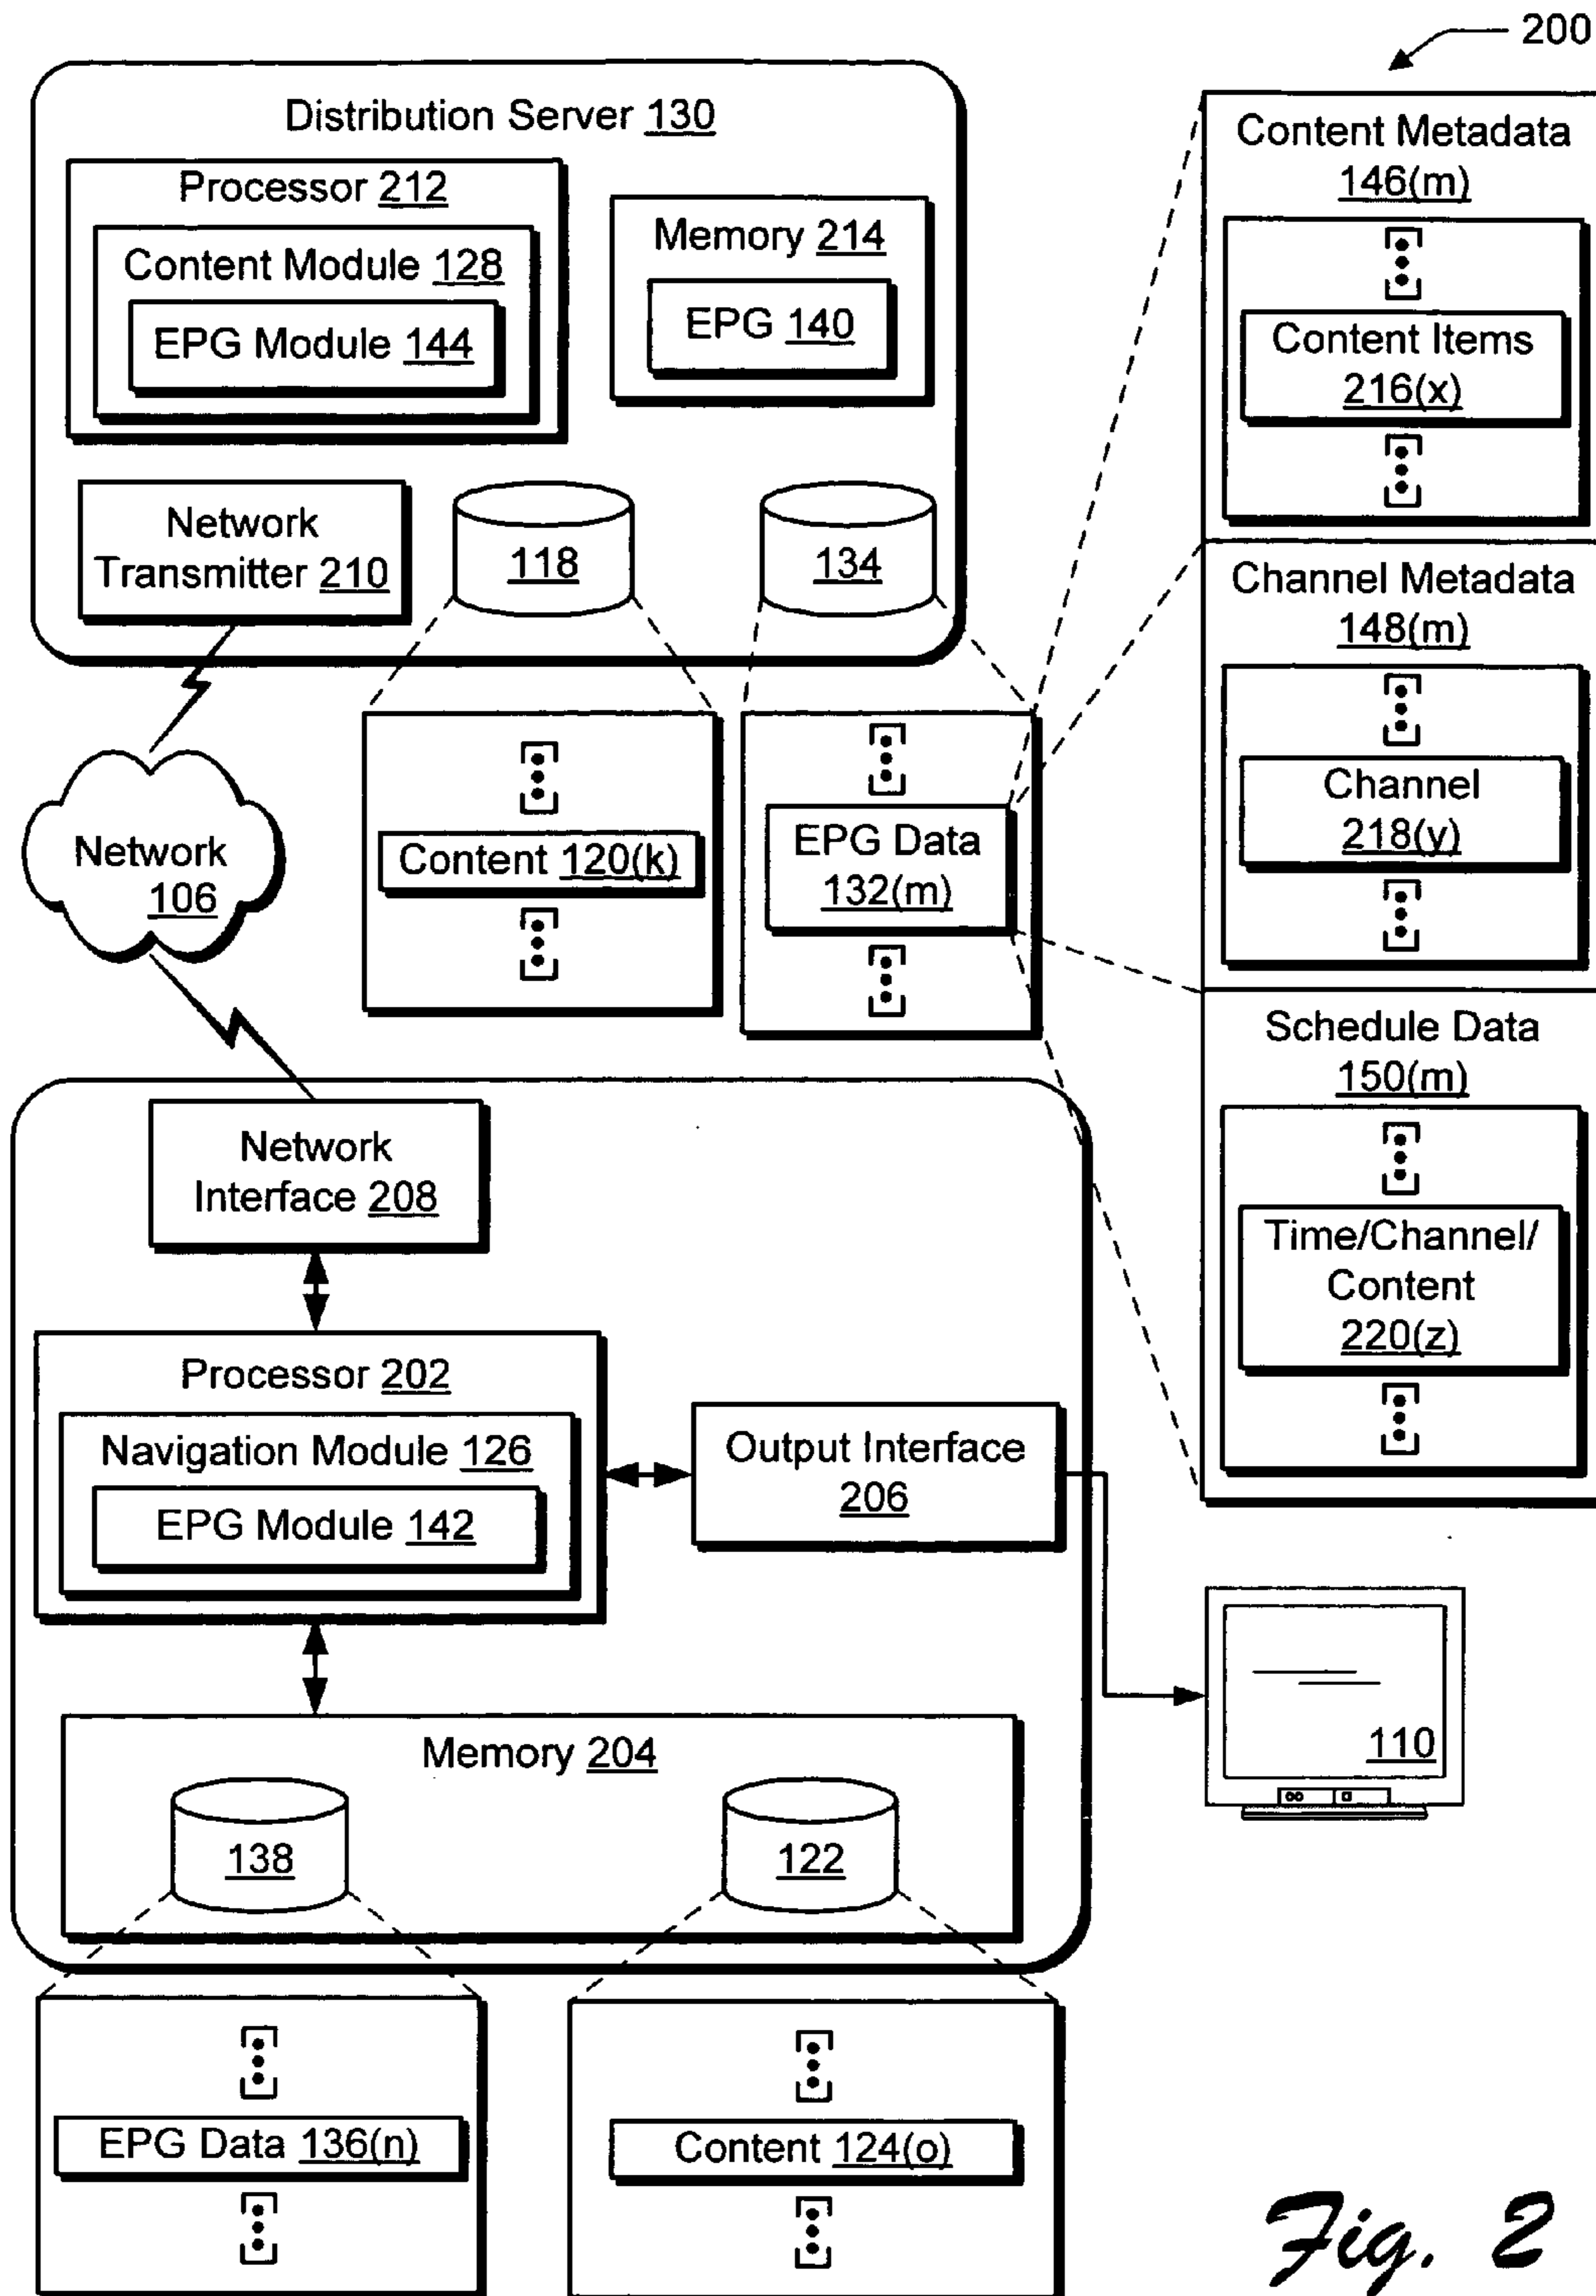 200
Distribution Server 130
Processor 212
Content Module 128
EPG Module 144
Memory 214
EPG 140
Network
Transmitter 210
118
134
Content Metadata
146(m)
Content Items
216(x)
Channel Metadata
148(m)
Channel
218(y)
Schedule Data
150(m)
Time/Channel/
Content
220(z)
Network
106
Content 120(k)
EPG Data
132(m)
Network
Interface 208
Processor 202
Navigation Module 126
EPG Module 142
Output Interface
206
Memory 204
138
122
110
EPG Data 136(n)
Content 124(o)
Fig. 2